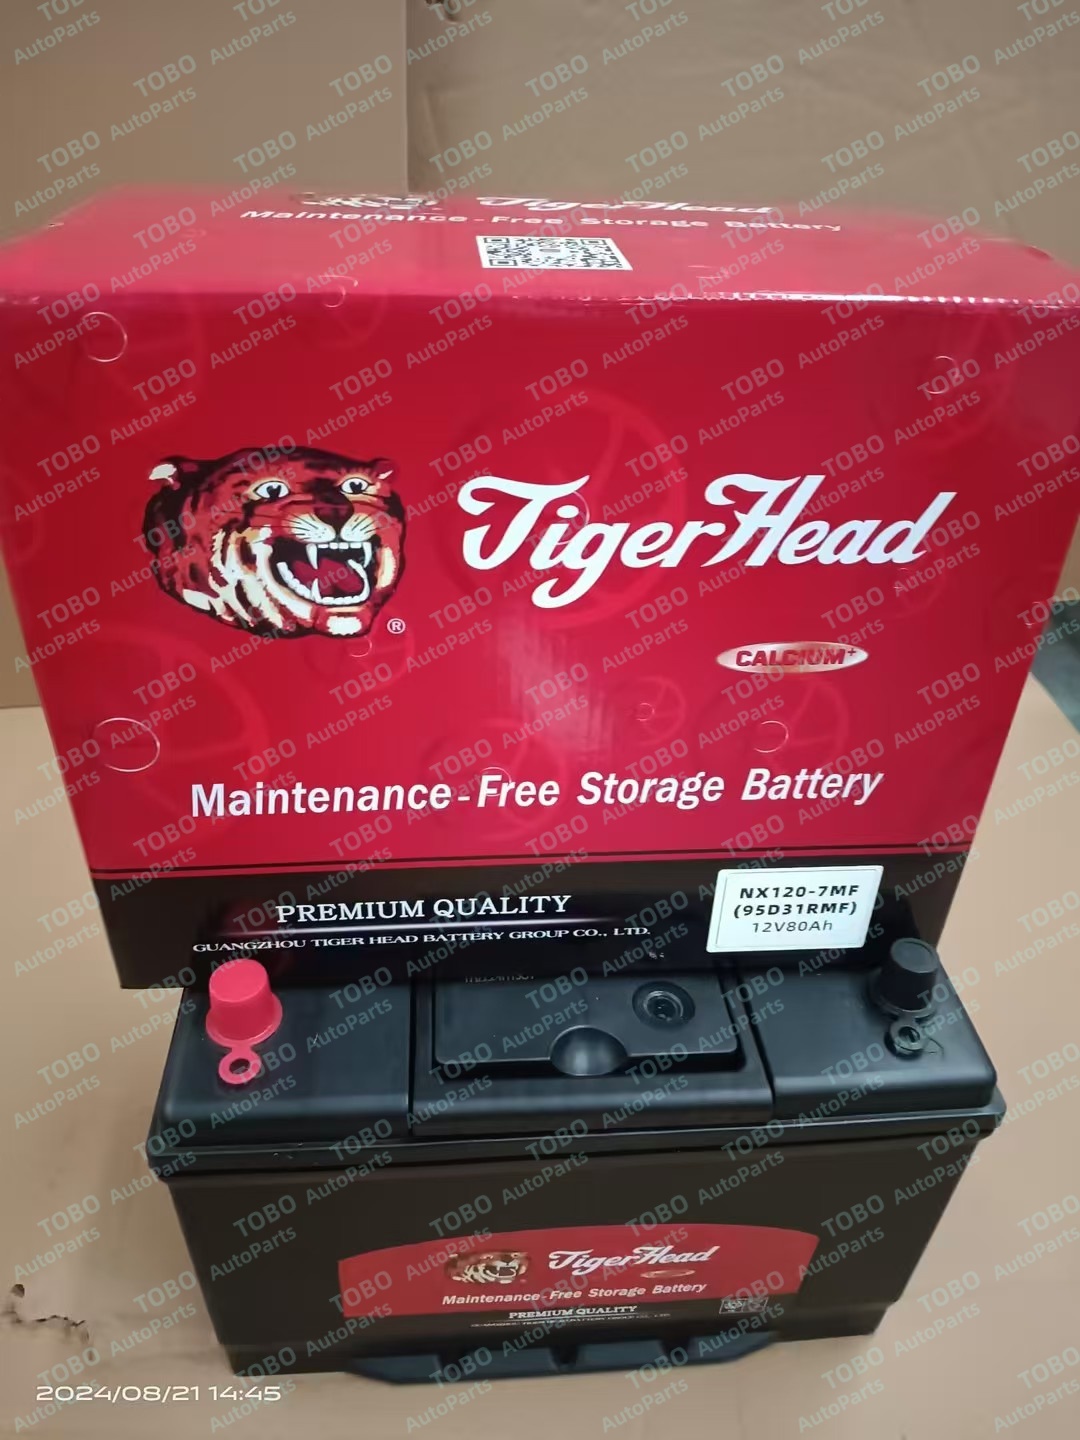 TigerHead
Maintenance-Free Storage Battery
TigerHead
®
CALCIUM+
Maintenance-Free Storage Battery
PREMIUM QUALITY
GUANGZHOU TIGER HEAD BATTERY GROUP CO., LTD.
NX120-7MF
(95D31RMF)
12V80Ah
TigerHead
Maintenance-Free Storage Battery
PREMIUM QUALITY
2024/08/21 14:45
TOBO
AutoParts